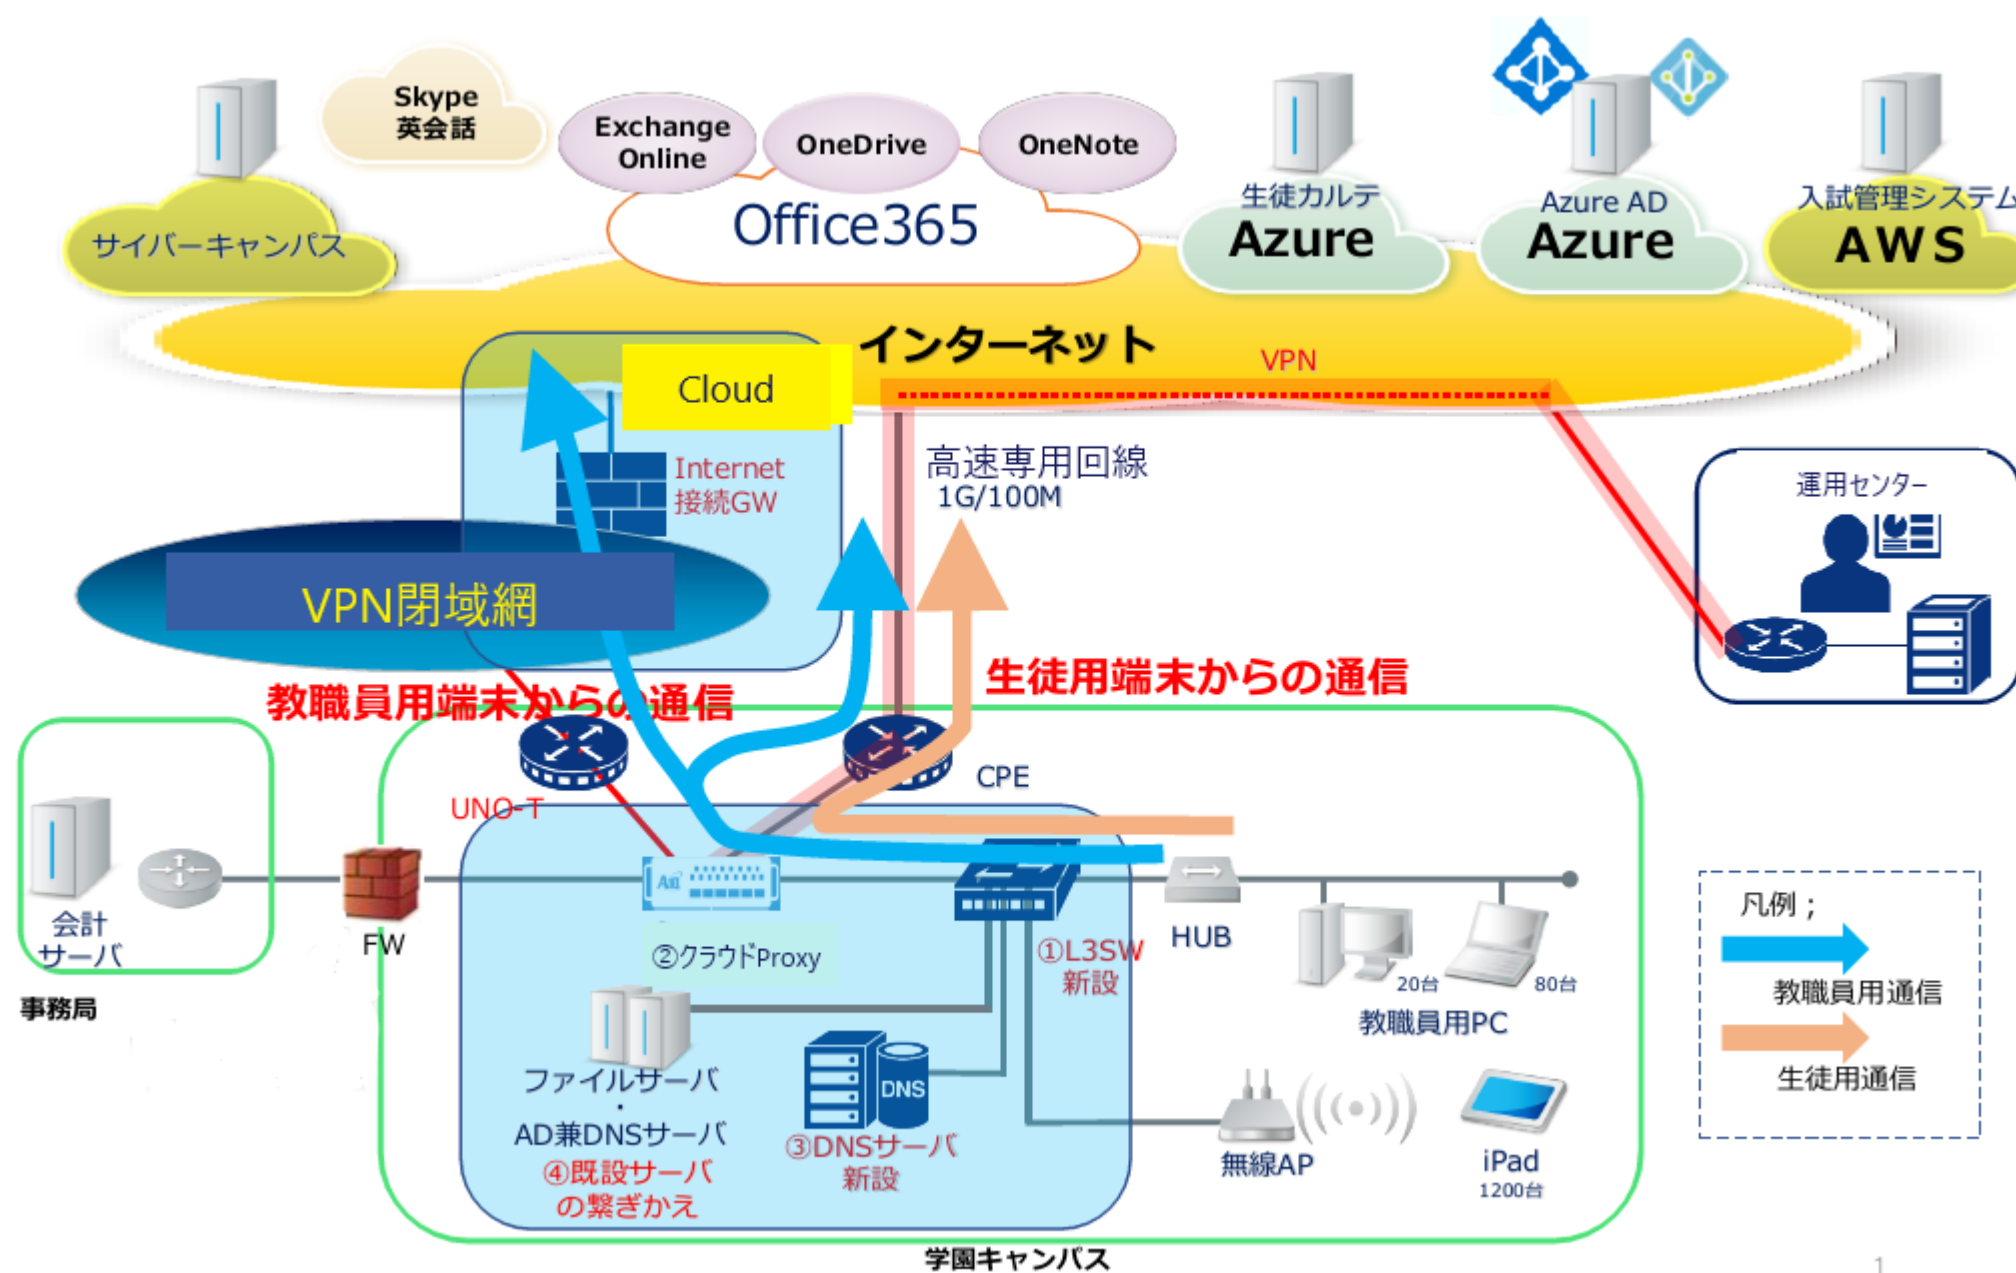 Skype
英会話
Exchange
Online
OneDrive
OneNote
Office365
サイバーキャンパス
生徒カルテ
Azure
Azure AD
Azure
入試管理システム
AWS
インターネット
VPN
Cloud
Internet
接続GW
高速専用回線
1G/100M
運用センター
VPN閉域網
教職員用端末からの通信
生徒用端末からの通信
UNO-T
CPE
会計
サーバ
事務局
FW
A10
②クラウドProxy
①L3SW
新設
HUB
20台
80台
教職員用PC
ファイルサーバ
・
AD兼DNSサーバ
④既設サーバ
の繋ぎかえ
DNS
③DNSサーバ
新設
無線AP
iPad
1200台
凡例；
教職員用通信
生徒用通信
学園キャンパス
1